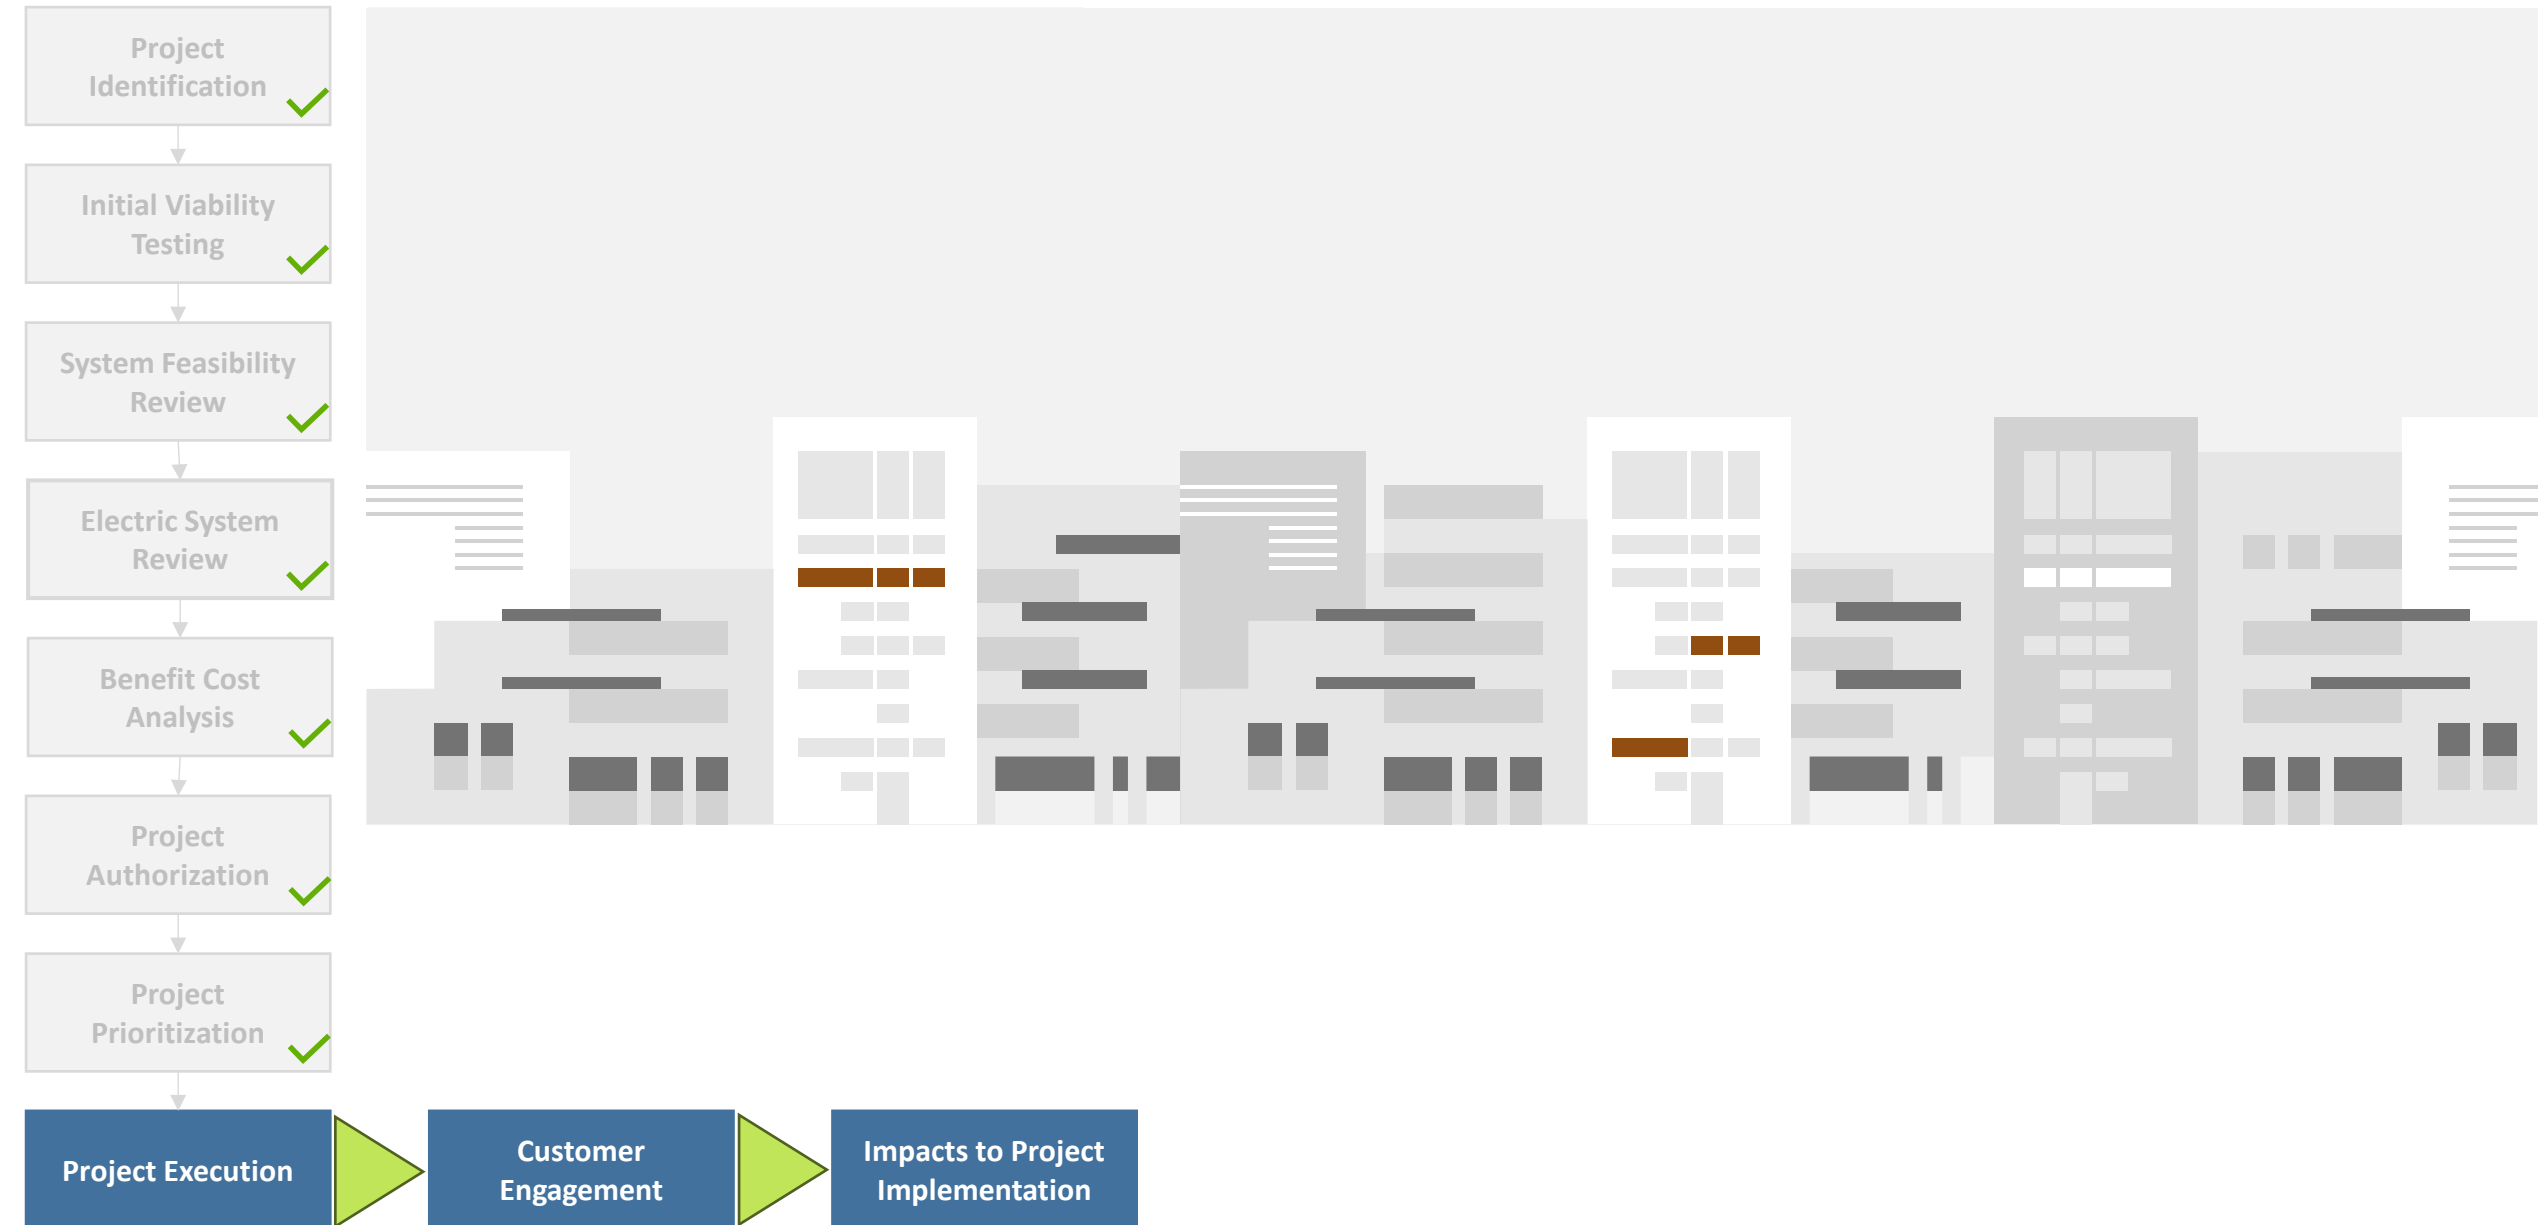 Project
Identification
Initial Viability
Testing
System Feasibility
Review
Electric System
Review
Benefit Cost
Analysis
Project
Authorization
Project
Prioritization
Project Execution
Customer
Engagement
Impacts to Project
Implementation